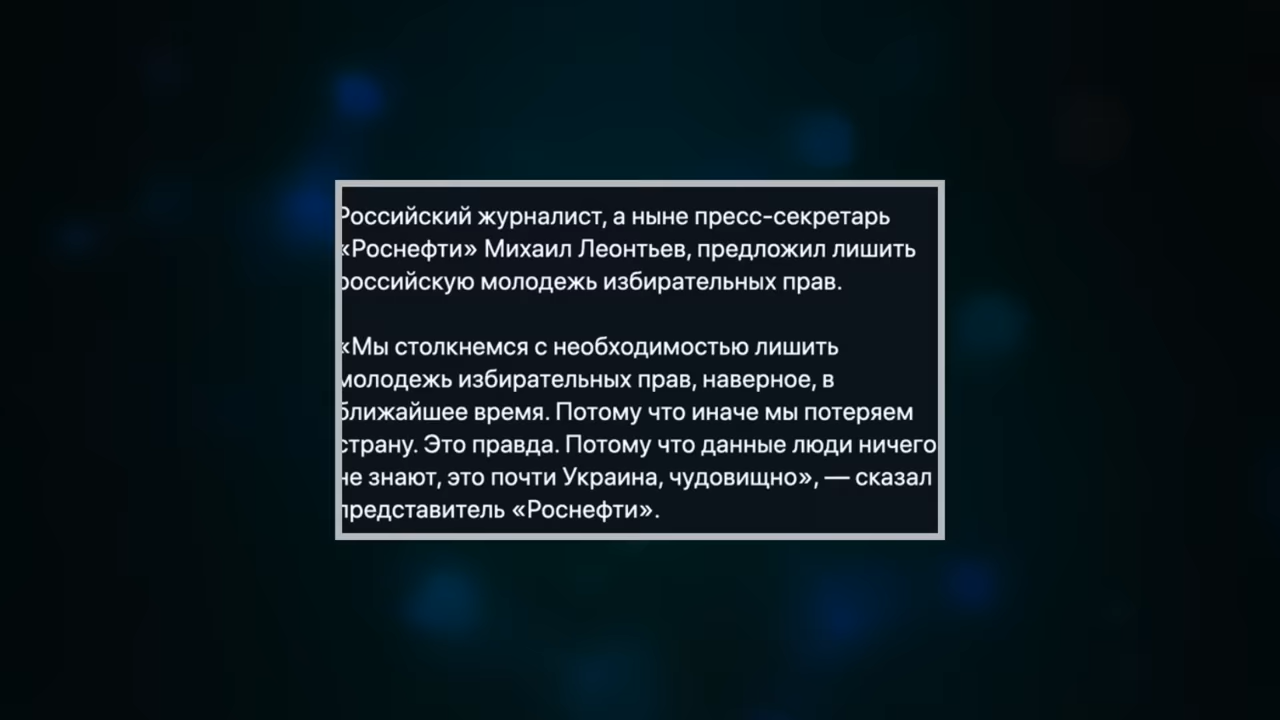 Российский журналист, а ныне пресс-секретарь
«Роснефти» Михаил Леонтьев, предложил лишить
российскую молодежь избирательных прав.
«Мы столкнемся с необходимостью лишить
молодежь избирательных прав, наверное, в
ближайшее время. Потому что иначе мы потеряем
страну. Это правда. Потому что данные люди ничего
не знают, это почти Украина, чудовищно», — сказал
представитель «Роснефти».